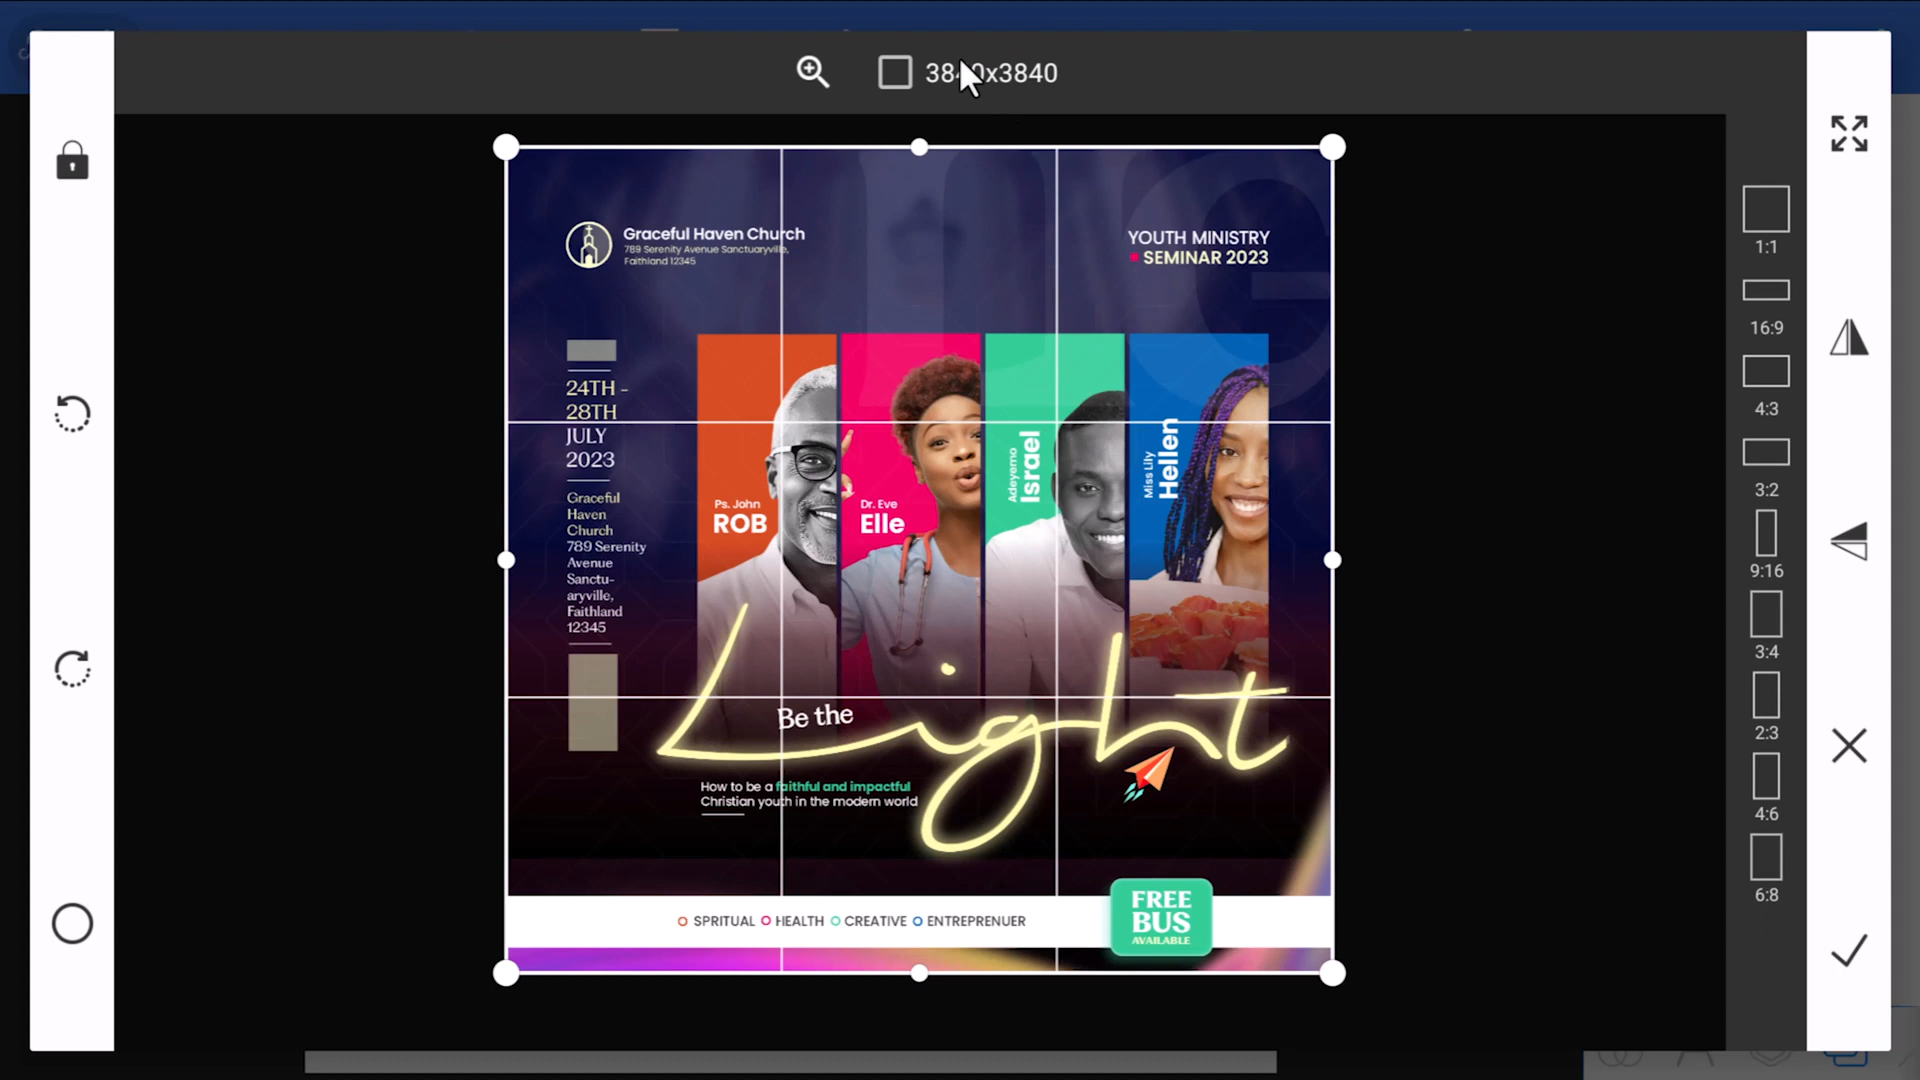 3840x3840
Graceful Haven Church
789 Serenity Avenue Sanctuaryville,
Faithland 12345
YOUTH MINISTRY
SEMINAR 2023
24TH -
28TH
JULY
2023
Graceful
Haven
Church
789 Serenity
Avenue
Sanctu-
aryville,
Faithland
12345
Ps. John
ROB
Dr. Eve
Elle
Adeyemo
Israel
Miss Lily
Hellen
Be the
Light
How to be a faithful and impactful
Christian youth in the modern world
SPRITUAL HEALTH CREATIVE ENTREPRENUER
FREE
BUS
AVAILABLE
1:1
16:9
4:3
3:2
9:16
3:4
2:3
4:6
6:8